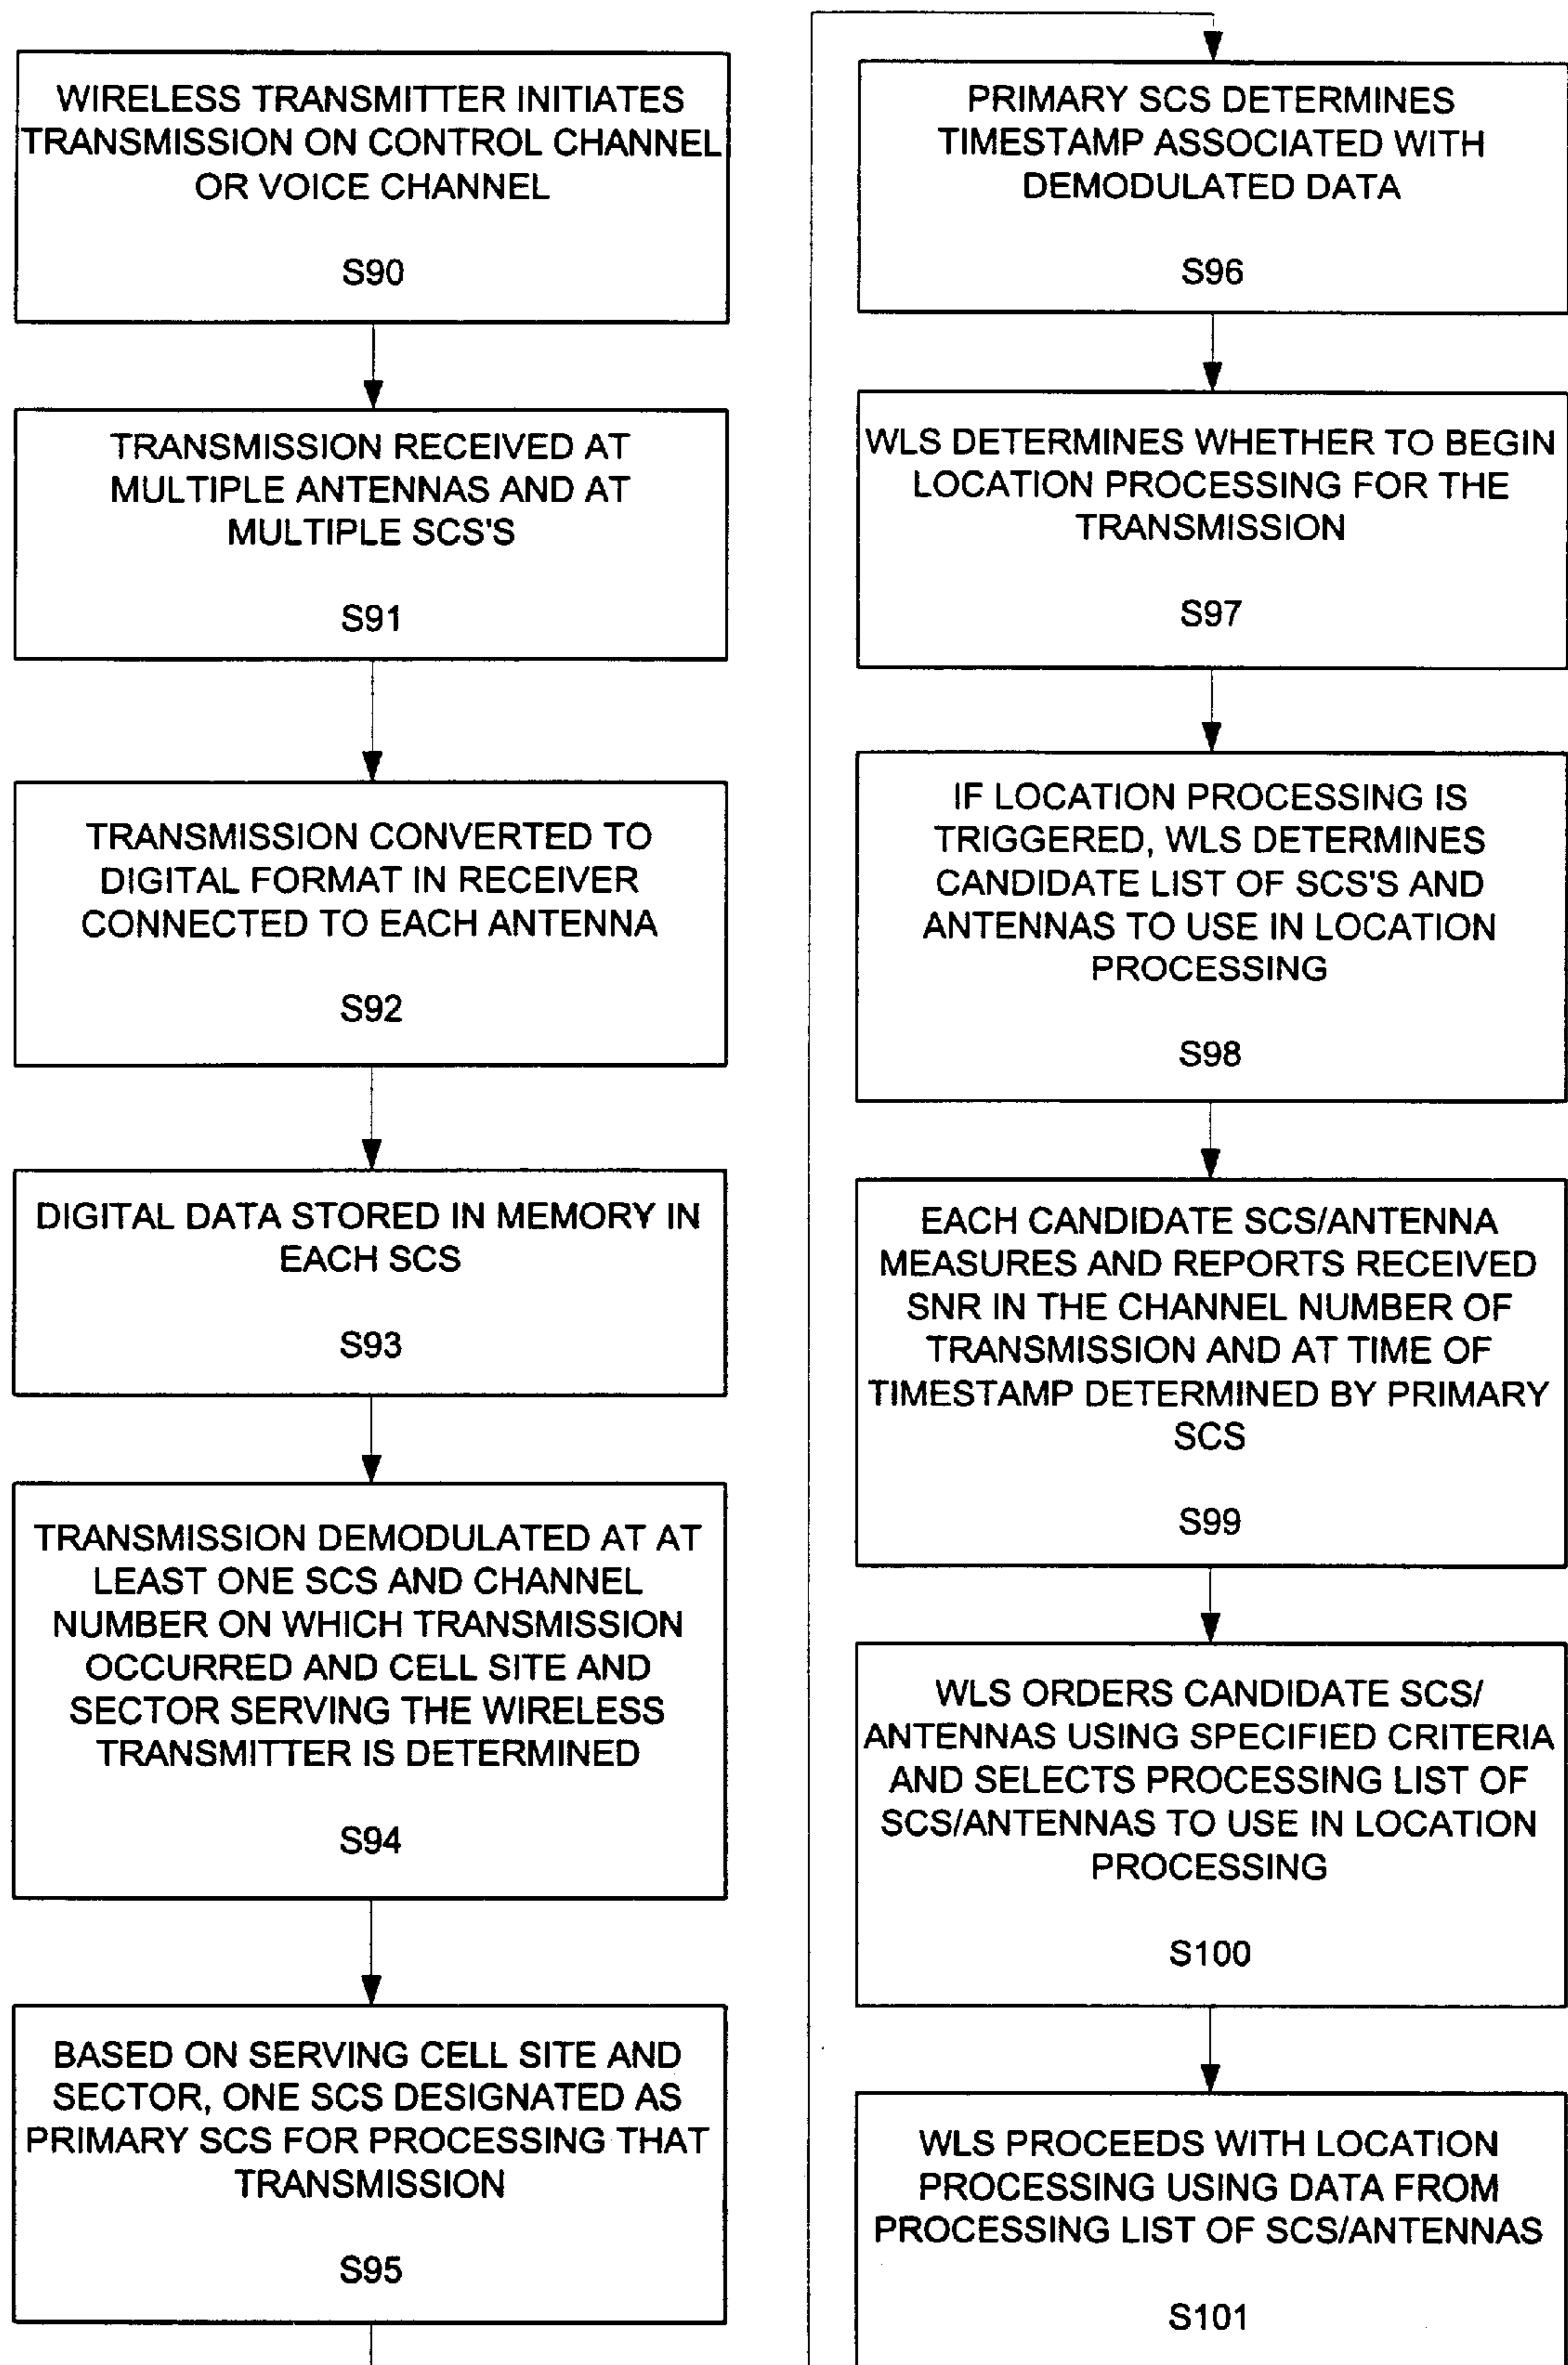 WIRELESS TRANSMITTER INITIATES
TRANSMISSION ON CONTROL CHANNEL
OR VOICE CHANNEL
S90
TRANSMISSION RECEIVED AT
MULTIPLE ANTENNAS AND AT
MULTIPLE SCS'S
S91
TRANSMISSION CONVERTED TO
DIGITAL FORMAT IN RECEIVER
CONNECTED TO EACH ANTENNA
S92
DIGITAL DATA STORED IN MEMORY IN
EACH SCS
S93
TRANSMISSION DEMODULATED AT AT
LEAST ONE SCS AND CHANNEL
NUMBER ON WHICH TRANSMISSION
OCCURRED AND CELL SITE AND
SECTOR SERVING THE WIRELESS
TRANSMITTER IS DETERMINED
S94
BASED ON SERVING CELL SITE AND
SECTOR, ONE SCS DESIGNATED AS
PRIMARY SCS FOR PROCESSING THAT
TRANSMISSION
S95
PRIMARY SCS DETERMINES
TIMESTAMP ASSOCIATED WITH
DEMODULATED DATA
S96
WLS DETERMINES WHETHER TO BEGIN
LOCATION PROCESSING FOR THE
TRANSMISSION
S97
IF LOCATION PROCESSING IS
TRIGGERED, WLS DETERMINES
CANDIDATE LIST OF SCS'S AND
ANTENNAS TO USE IN LOCATION
PROCESSING
S98
EACH CANDIDATE SCS/ANTENNA
MEASURES AND REPORTS RECEIVED
SNR IN THE CHANNEL NUMBER OF
TRANSMISSION AND AT TIME OF
TIMESTAMP DETERMINED BY PRIMARY
SCS
S99
WLS ORDERS CANDIDATE SCS/
ANTENNAS USING SPECIFIED CRITERIA
AND SELECTS PROCESSING LIST OF
SCS/ANTENNAS TO USE IN LOCATION
PROCESSING
S100
WLS PROCEEDS WITH LOCATION
PROCESSING USING DATA FROM
PROCESSING LIST OF SCS/ANTENNAS
S101